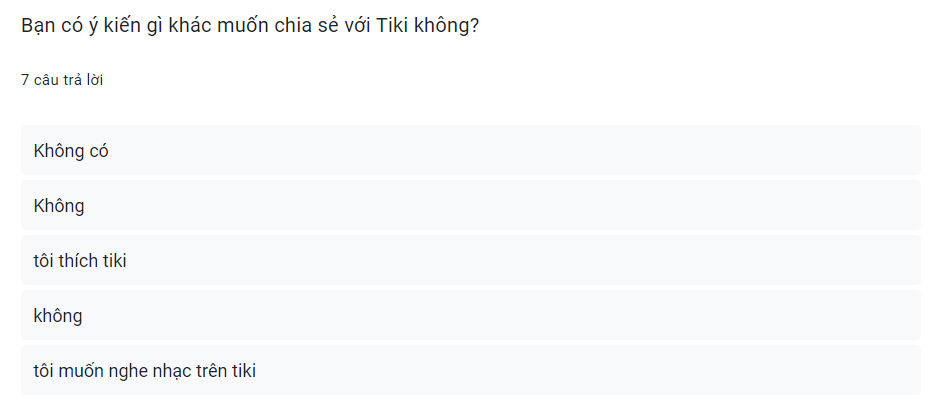 Bạn có ý kiến gì khác muốn chia sẻ với Tiki không?
7 câu trả lời
Không có
Không
tôi thích tiki
không
tôi muốn nghe nhạc trên tiki